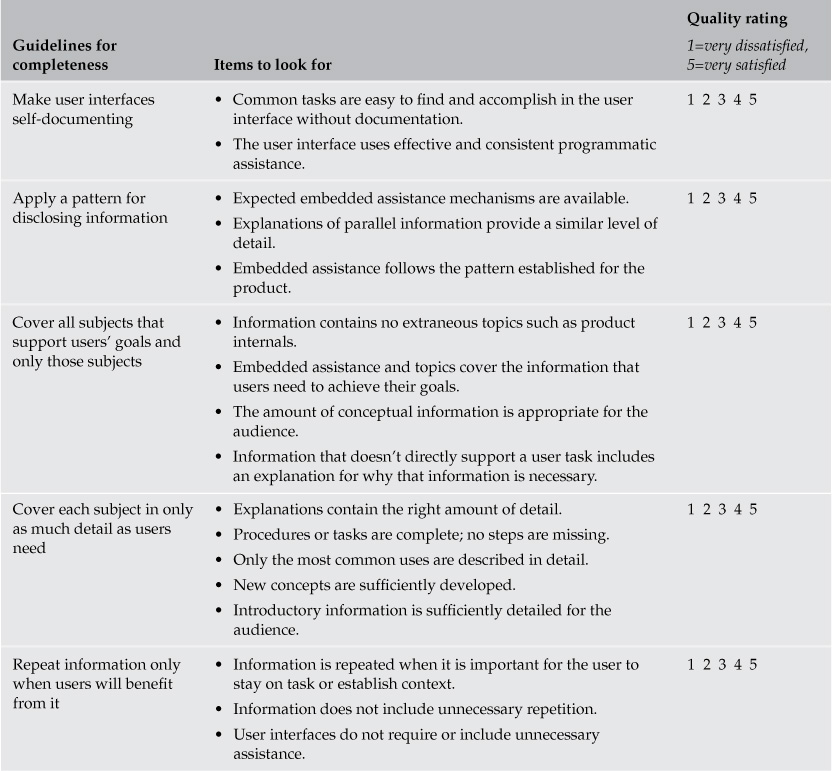 Quality rating
Guidelines for
completeness
Items to look for
1=very dissatisfied,
5=very satisfied
Make user interfaces
self-documenting
• Common tasks are easy to find and accomplish in the user
interface without documentation.
• The user interface uses effective and consistent programmatic
assistance.
1 2 3 4 5
Apply a pattern for
disclosing information
• Expected embedded assistance mechanisms are available.
• Explanations of parallel information provide a similar level of
detail.
• Embedded assistance follows the pattern established for the
product.
1 2 3 4 5
Cover all subjects that
support users’ goals and
only those subjects
• Information contains no extraneous topics such as product
internals.
• Embedded assistance and topics cover the information that
users need to achieve their goals.
• The amount of conceptual information is appropriate for the
audience.
• Information that doesn’t directly support a user task includes
an explanation for why that information is necessary.
1 2 3 4 5
Cover each subject in only
as much detail as users
need
• Explanations contain the right amount of detail.
• Procedures or tasks are complete; no steps are missing.
• Only the most common uses are described in detail.
• New concepts are sufficiently developed.
• Introductory information is sufficiently detailed for the
audience.
1 2 3 4 5
Repeat information only
when users will benefit
from it
• Information is repeated when it is important for the user to
stay on task or establish context.
• Information does not include unnecessary repetition.
• User interfaces do not require or include unnecessary
assistance.
1 2 3 4 5